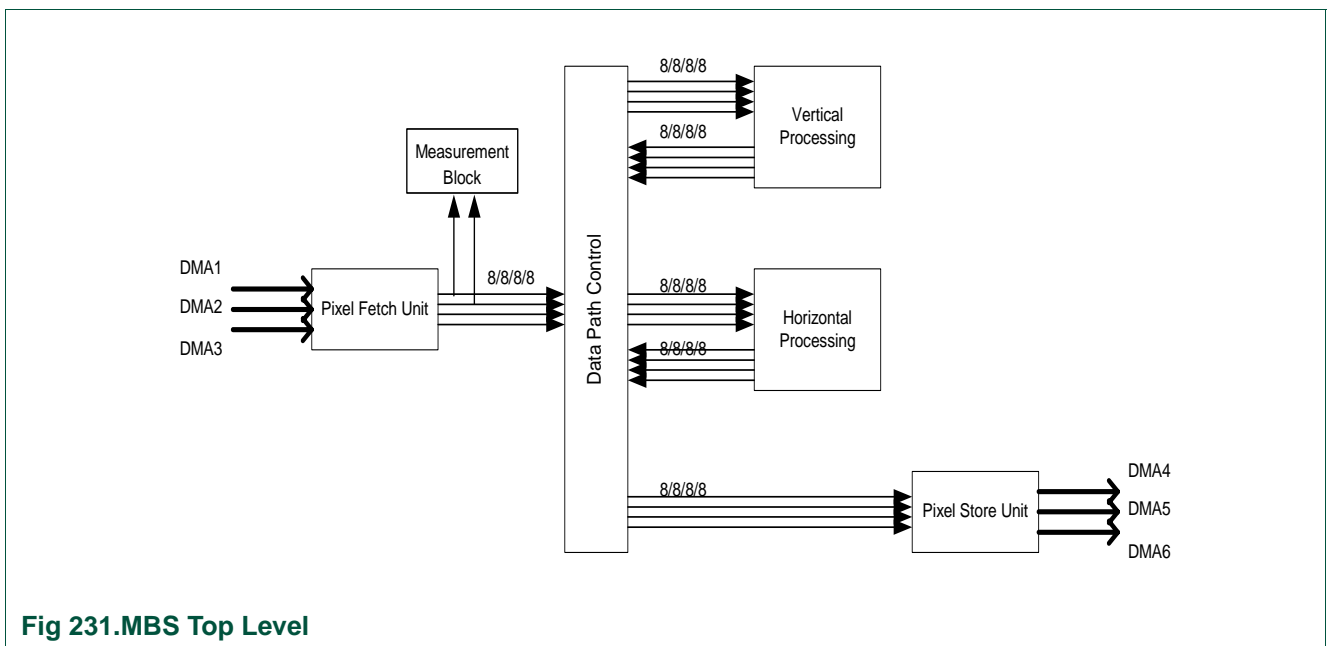 8/8/8/8
Vertical
Processing
8/8/8/8
Measurement
Block
DMA1
DMA2
DMA3
Pixel Fetch Unit
8/8/8/8
Data Path Control
8/8/8/8
Horizontal
Processing
8/8/8/8
8/8/8/8
Pixel Store Unit
DMA4
DMA5
DMA6
Fig 231.MBS Top Level